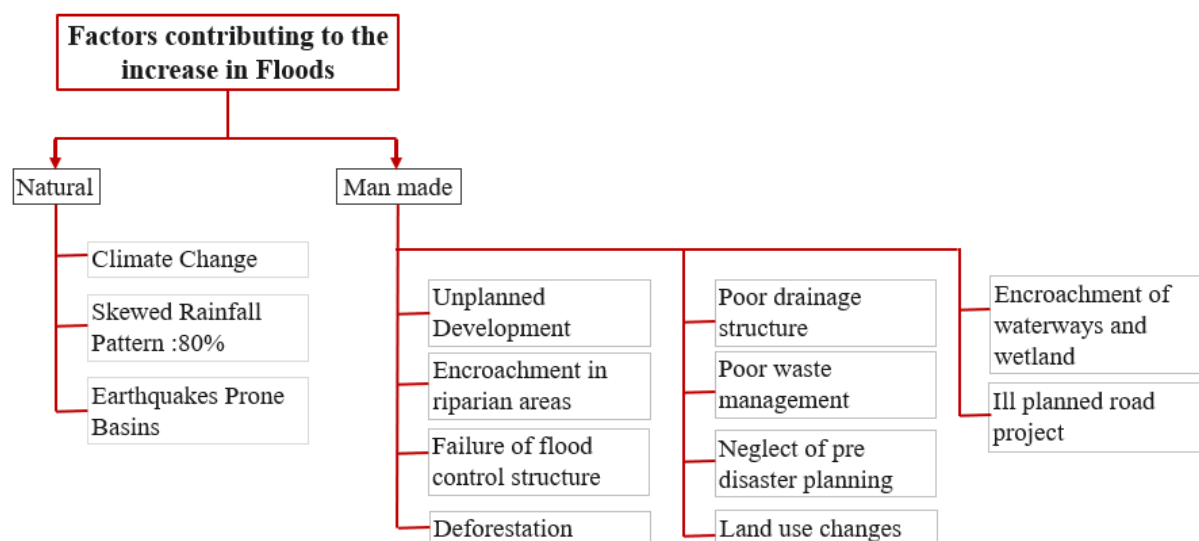 Factors contributing to the
increase in Floods
Natural
Man made
Climate Change
Skewed Rainfall
Pattern :80%
Earthquakes Prone
Basins
Unplanned
Development
Encroachment in
riparian areas
Failure of flood
control structure
Deforestation
Poor drainage
structure
Poor waste
management
Neglect of pre
disaster planning
Land use changes
Encroachment of
waterways and
wetland
Ill planned road
project